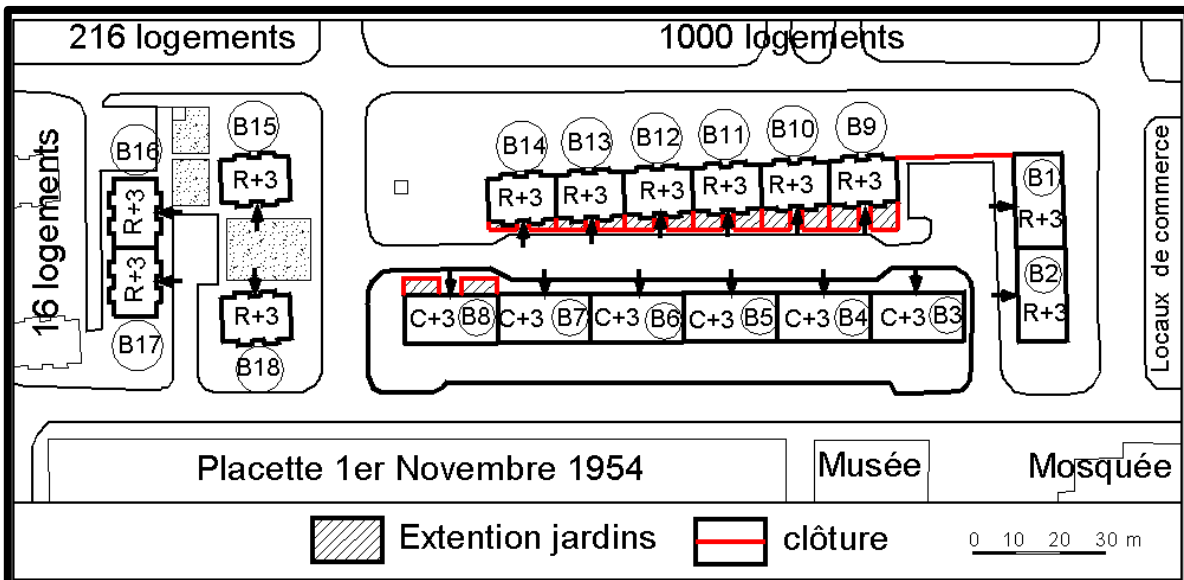 216 logements
1000 logements
16 logements
B16
B15
R+3
R+3
R+3
B17
R+3
B18
B14
B13
B12
B11
B10
B9
R+3
R+3
R+3
R+3
R+3
R+3
B1
R+3
B2
R+3
Locaux de commerce
C+3 B8
C+3 B7
C+3 B6
C+3 B5
C+3 B4
C+3 B3
Placette 1er Novembre 1954
Musée
Mosquée
Extention jardins
clôture
0 10 20 30 m